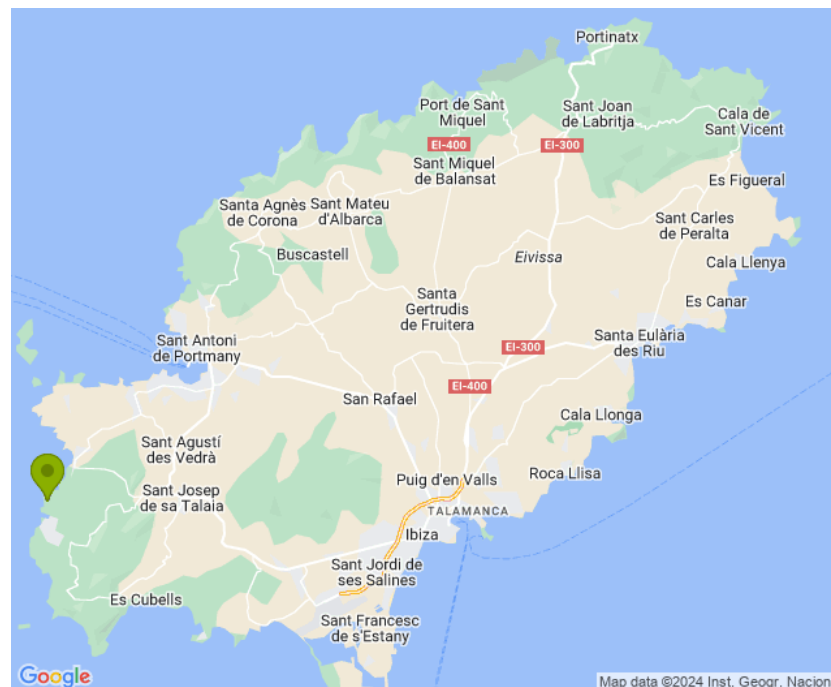 Portinatx
Port de Sant
Miquel
Sant Joan
de Labritja
Cala de
Sant Vicent
EI-400
EI-300
Sant Miquel
de Balansat
Es Figueral
Santa Agnès
de Corona
Sant Mateu
d'Albarca
Sant Carles
de Peralta
Buscastell
Eivissa
Cala Llenya
Santa
Gertrudis
de Fruitera
Es Canar
Sant Antoni
de Portmany
Santa Eulària
des Riu
EI-300
EI-400
San Rafael
Cala Llonga
Sant Agustí
des Vedrà
Roca Llisa
Puig d'en Valls
Sant Josep
de sa Talaia
TALAMANCA
Ibiza
Sant Jordi de
ses Salines
Es Cubells
Sant Francesc
de s'Estany
Google
Map data ©2024 Inst. Geogr. Nacion